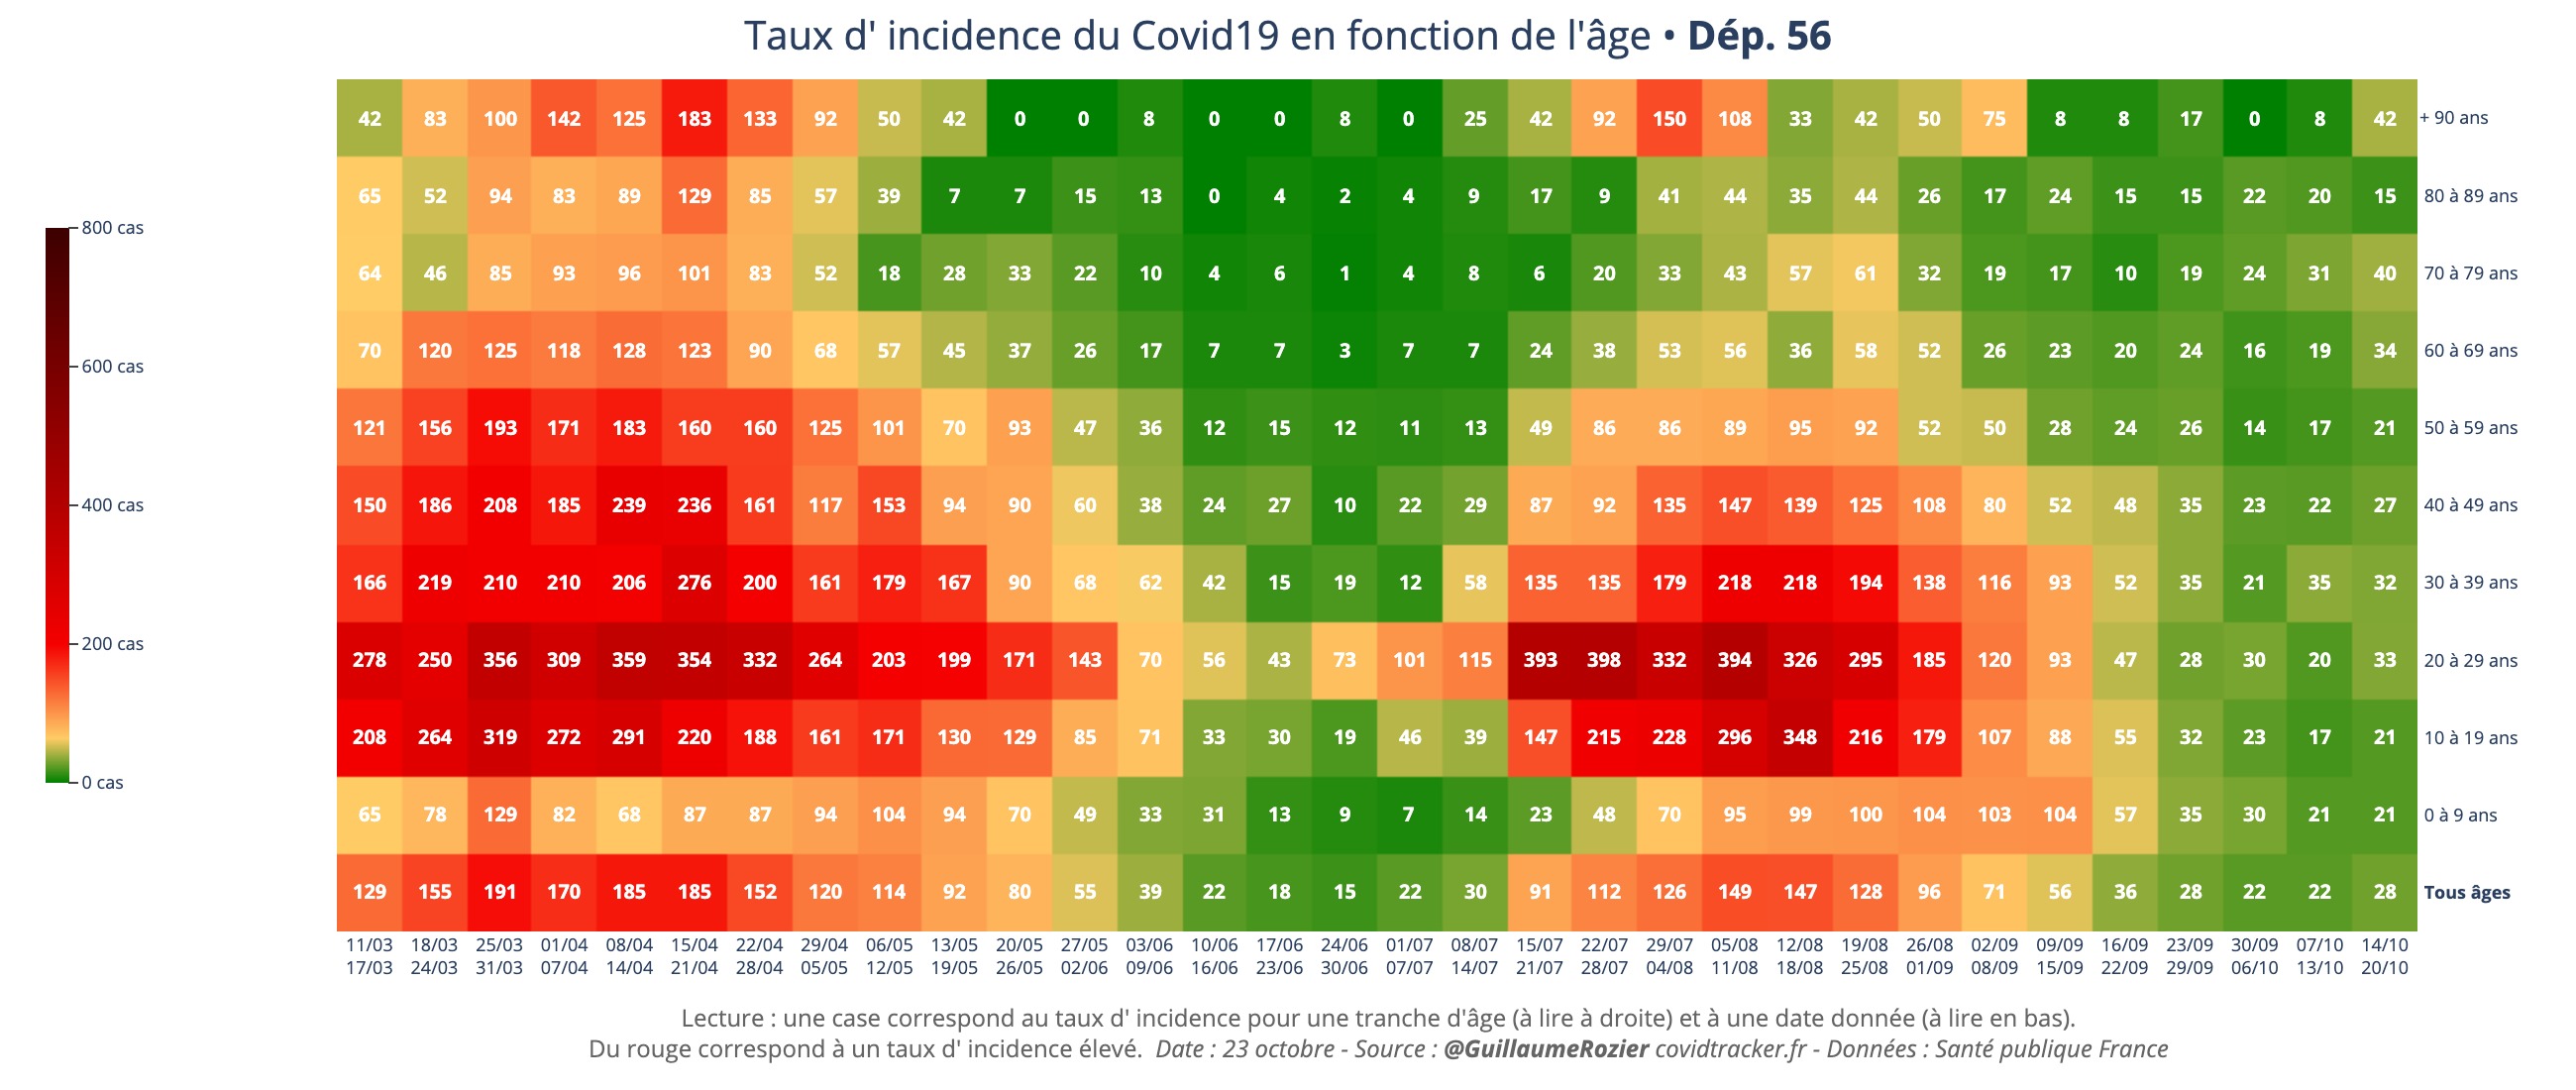 Taux d' incidence du Covid19 en fonction de l'âge • Dép. 56
800 cas
600 cas
400 cas
200 cas
0 cas
42 83 100 142 125 183 133 92 50 42 0 0 8 0 0 8 0 25 42 92 150 108 33 42 50 75 8 8 17 0 8 42 + 90 ans
65 52 94 83 89 129 85 57 39 7 7 15 13 0 4 2 4 9 17 9 41 44 35 44 26 17 24 15 15 22 20 15 80 à 89 ans
64 46 85 93 96 101 83 52 18 28 33 22 10 4 6 1 4 8 6 20 33 43 57 61 32 19 17 10 19 24 31 40 70 à 79 ans
70 120 125 118 128 123 90 68 57 45 37 26 17 7 7 3 7 7 24 38 53 56 36 58 52 26 23 20 24 16 19 34 60 à 69 ans
121 156 193 171 183 160 160 125 101 70 93 47 36 12 15 12 11 13 49 86 86 89 95 92 52 50 28 24 26 14 17 21 50 à 59 ans
150 186 208 185 239 236 161 117 153 94 90 60 38 24 27 10 22 29 87 92 135 147 139 125 108 80 52 48 35 23 22 27 40 à 49 ans
166 219 210 210 206 276 200 161 179 167 90 68 62 42 15 19 12 58 135 135 179 218 218 194 138 116 93 52 35 21 35 32 30 à 39 ans
278 250 356 309 359 354 332 264 203 199 171 143 70 56 43 73 101 115 393 398 332 394 326 295 185 120 93 47 28 30 20 33 20 à 29 ans
208 264 319 272 291 220 188 161 171 130 129 85 71 33 30 19 46 39 147 215 228 296 348 216 179 107 88 55 32 23 17 21 10 à 19 ans
65 78 129 82 68 87 87 94 104 94 70 49 33 31 13 9 7 14 23 48 70 95 99 100 104 103 104 57 35 30 21 21 0 à 9 ans
129 155 191 170 185 185 152 120 114 92 80 55 39 22 18 15 22 30 91 112 126 149 147 128 96 71 56 36 28 22 22 28 Tous âges
11/03 18/03 25/03 01/04 08/04 15/04 22/04 29/04 06/05 13/05 20/05 27/05 03/06 10/06 17/06 24/06 01/07 08/07 15/07 22/07 29/07 05/08 12/08 19/08 26/08 02/09 09/09 16/09 23/09 30/09 07/10 14/10
17/03 24/03 31/03 07/04 14/04 21/04 28/04 05/05 12/05 19/05 26/05 02/06 09/06 16/06 23/06 30/06 07/07 14/07 21/07 28/07 04/08 11/08 18/08 25/08 01/09 08/09 15/09 22/09 29/09 06/10 13/10 20/10
Lecture : une case correspond au taux d' incidence pour une tranche d'âge (à lire à droite) et à une date donnée (à lire en bas).
Du rouge correspond à un taux d' incidence élevé. Date : 23 octobre - Source : @GuillaumeRozier covidtracker.fr - Données : Santé publique France